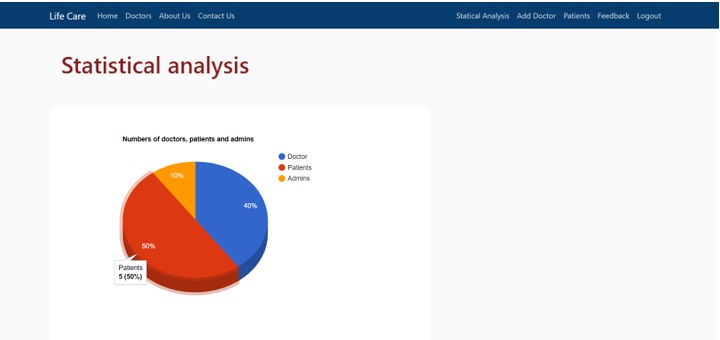 Life Care Home Doctors About Us Contact Us Statical Analysis Add Doctor Patients Feedback Logout
Statistical analysis
Numbers of doctors, patients and admins
Doctor
Patients
Admins
10%
40%
50%
Patients
5 (50%)